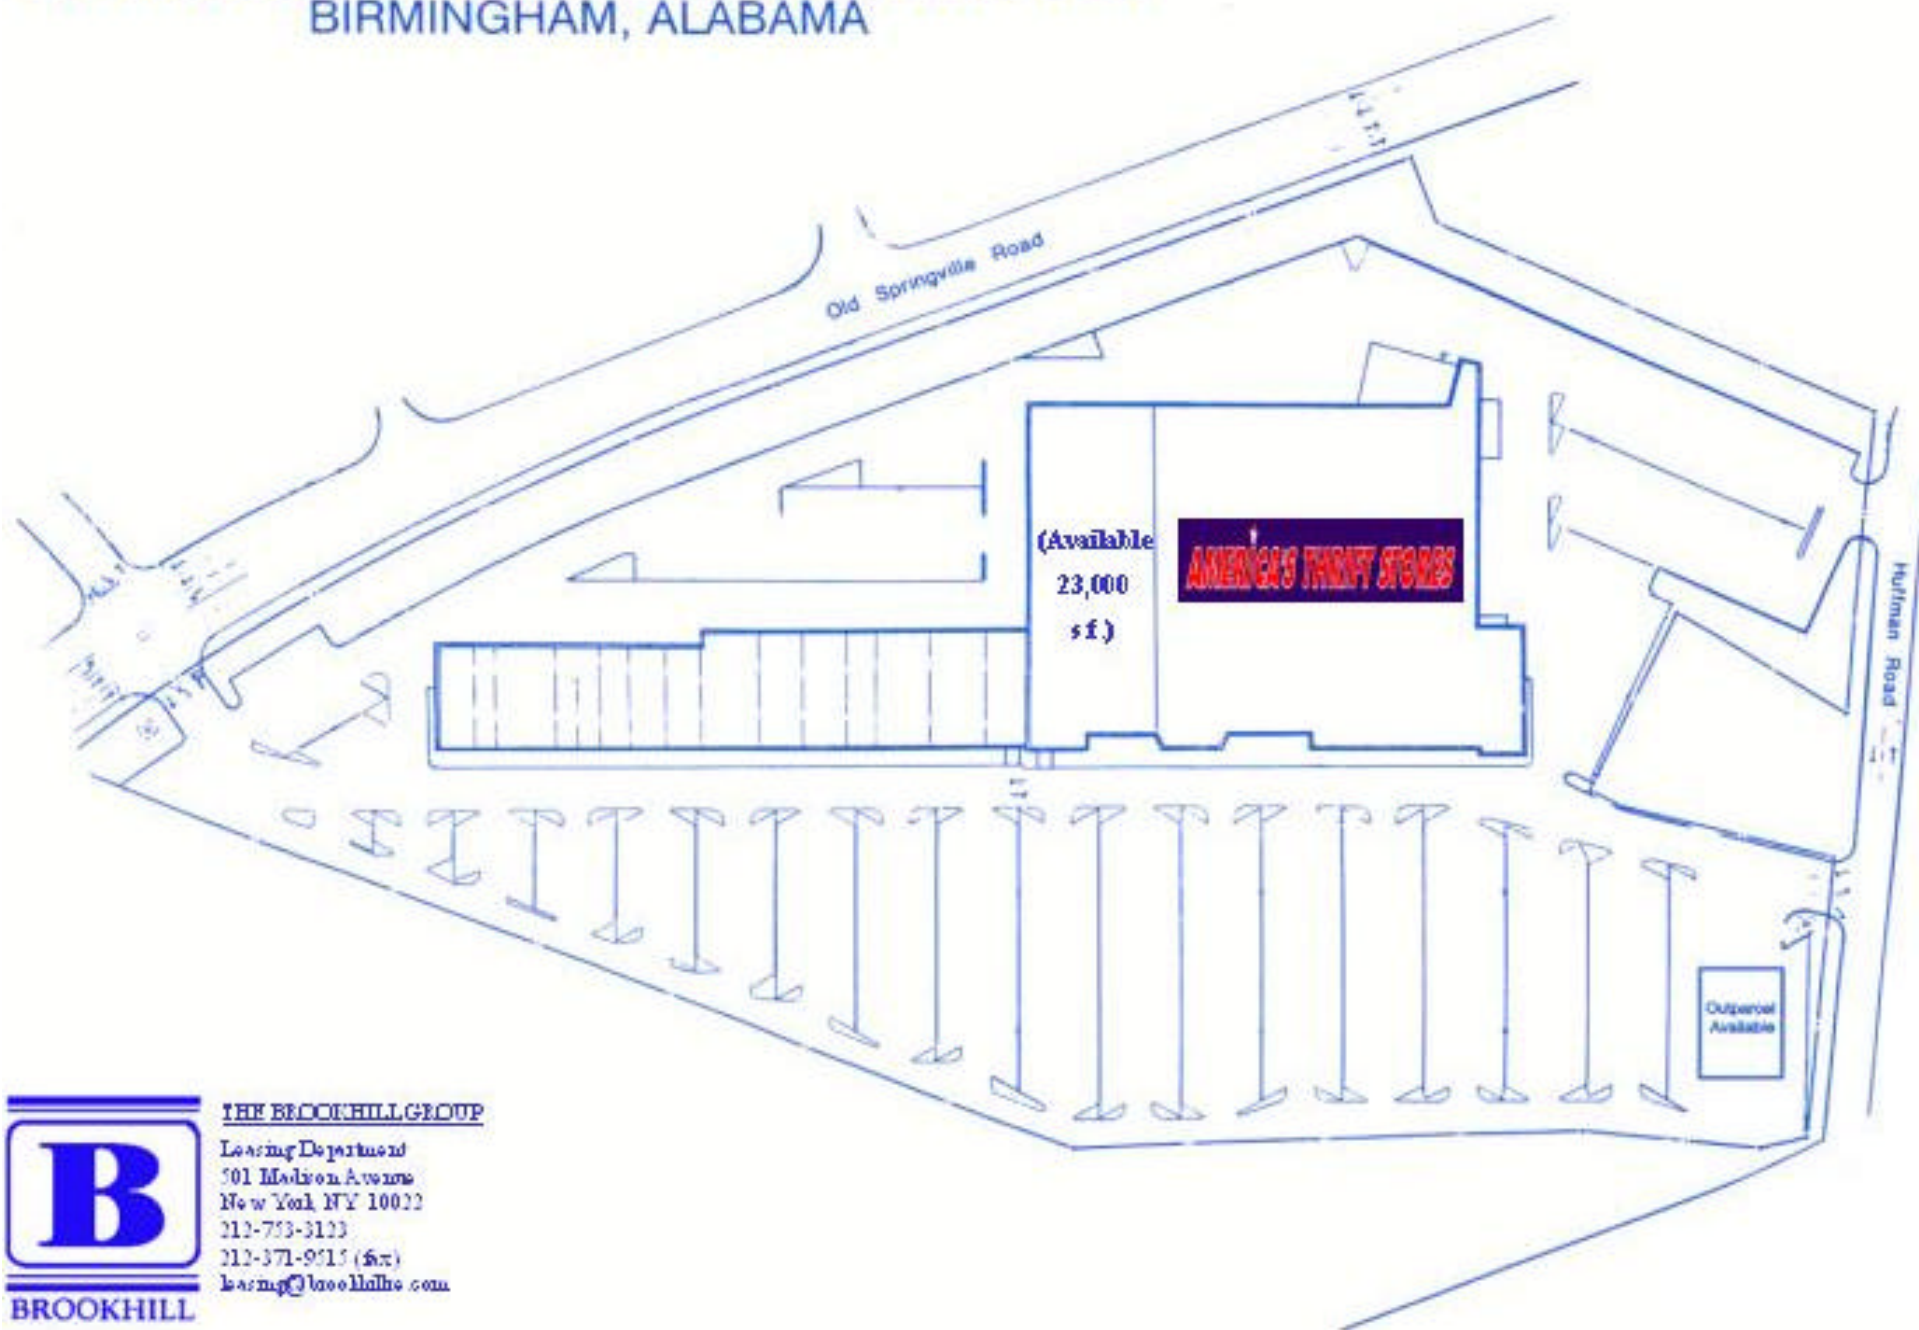 BIRMINGHAM, ALABAMA
Old Springville Road
(Available
23,000
s f.)
AMERICA'S THRIFT STORES
Huffman Road
Outparcel
Available
B
BROOKHILL
THE BROOKHILL GROUP
Leasing Department
501 Madison Avenue
New York NY 10022
212-753-3123
212-371-9515 (fax)